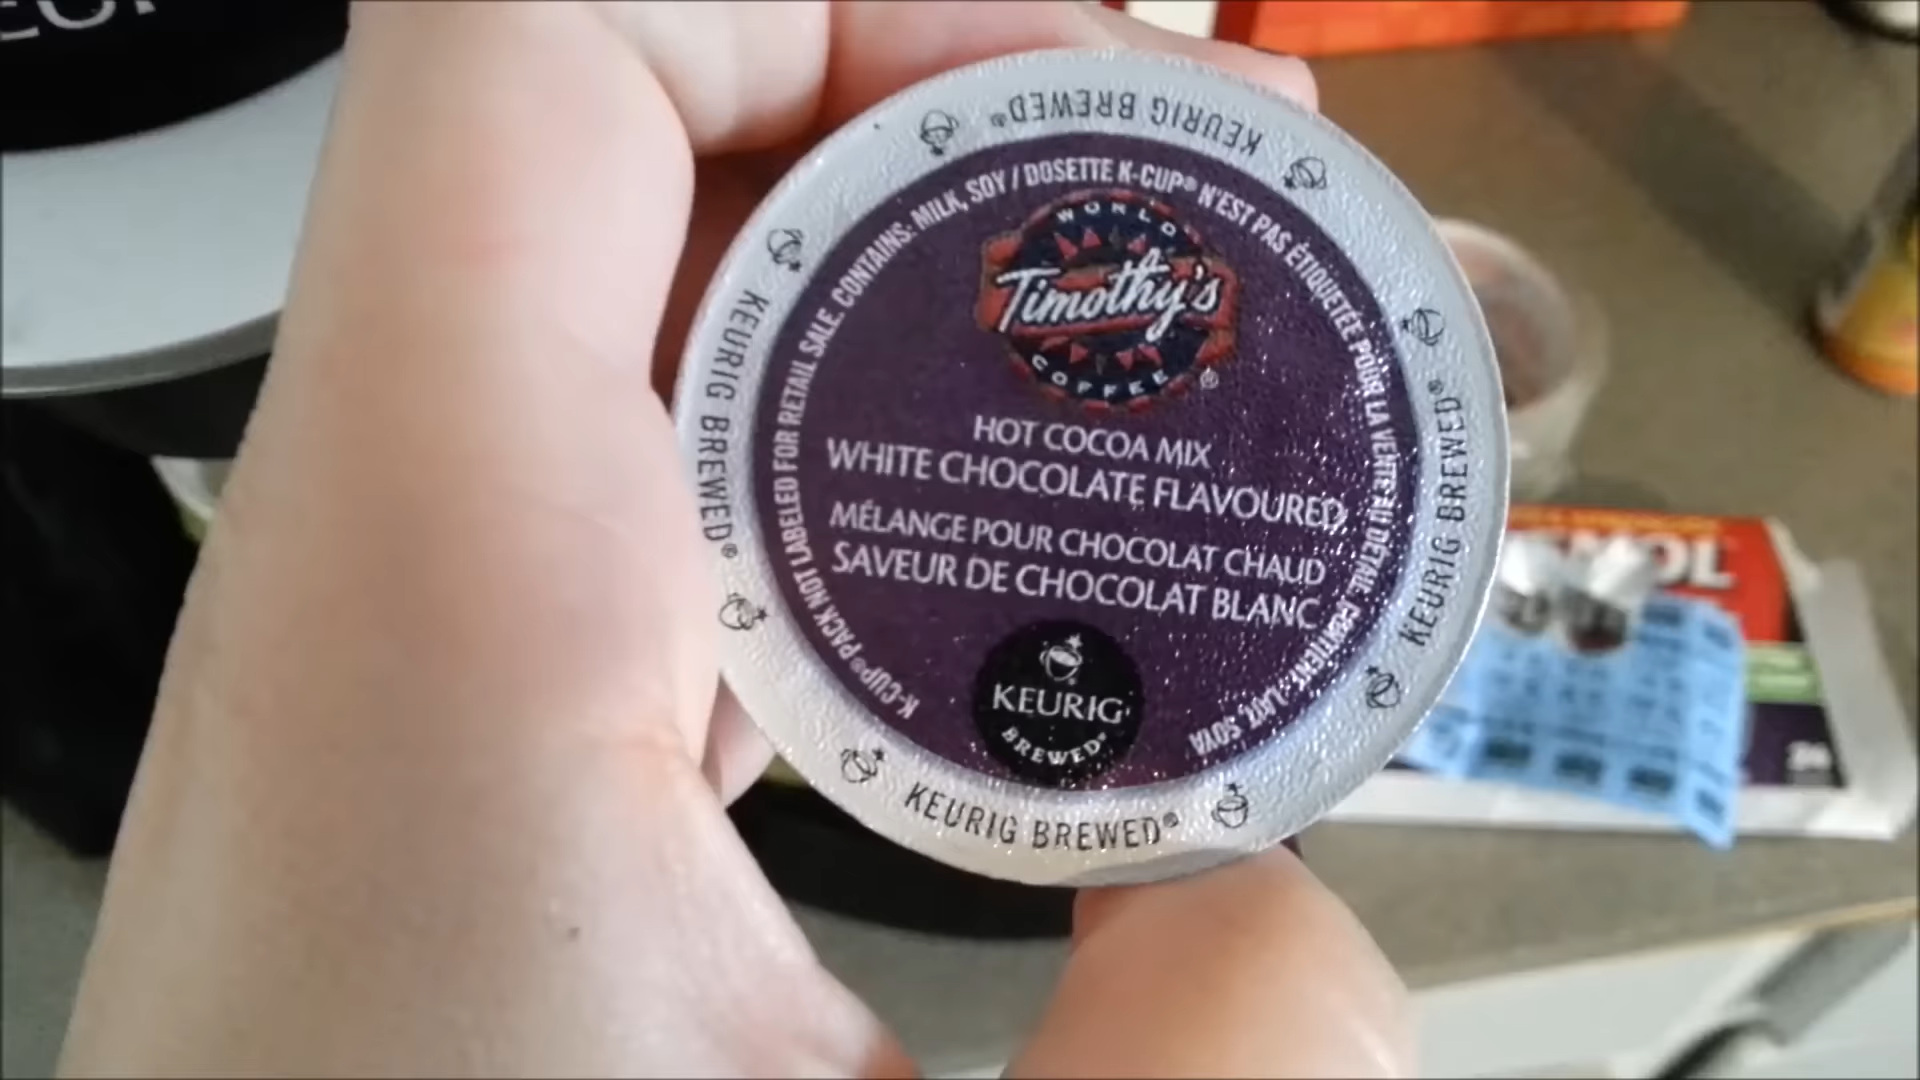 KEURIG BREWED®
KEURIG BREWED®
KEURIG BREWED®
KEURIG BREWED®
K-CUP® PACK NOT LABELED FOR RETAIL SALE. CONTAINS: MILK, SOY / DOSETTE K-CUP® N'EST PAS ÉTIQUETÉE POUR LA VENTE AU DÉTAIL. CONTIENT : LAIT, SOYA
WORLD
Timothy's
COFFEE®
HOT COCOA MIX
WHITE CHOCOLATE FLAVOURED
MÉLANGE POUR CHOCOLAT CHAUD
SAVEUR DE CHOCOLAT BLANC
KEURIG
BREWED®